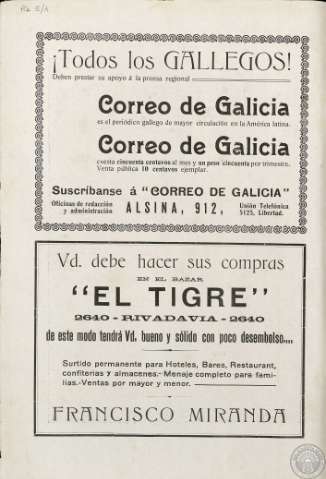 ¡Todos los GALLEGOS!
Deben prestar su apoyo á la prensa regional
Correo de Galicia
es el periódico gallego de mayor circulación en la América latina.
Correo de Galicia
cuesta cincuenta centavos al mes y un peso cincuenta por trimestre.
Venta pública 10 centavos ejemplar.
Suscríbanse á "CORREO DE GALICIA"
Oficinas de redacción y administración ALSINA, 912, Unión Telefónica 5125, Libertad.
Vd. debe hacer sus compras
EN EL BAZAR
"EL TIGRE"
2640 - RIVADAVIA - 2640
de este modo tendrá Vd. bueno y sólido con poco desembolso....
Surtido permanente para Hoteles, Bares, Restaurant,
confiterias y almacenes.-Menaje completo para fami-
lias.-Ventas por mayor y menor.
FRANCISCO MIRANDA